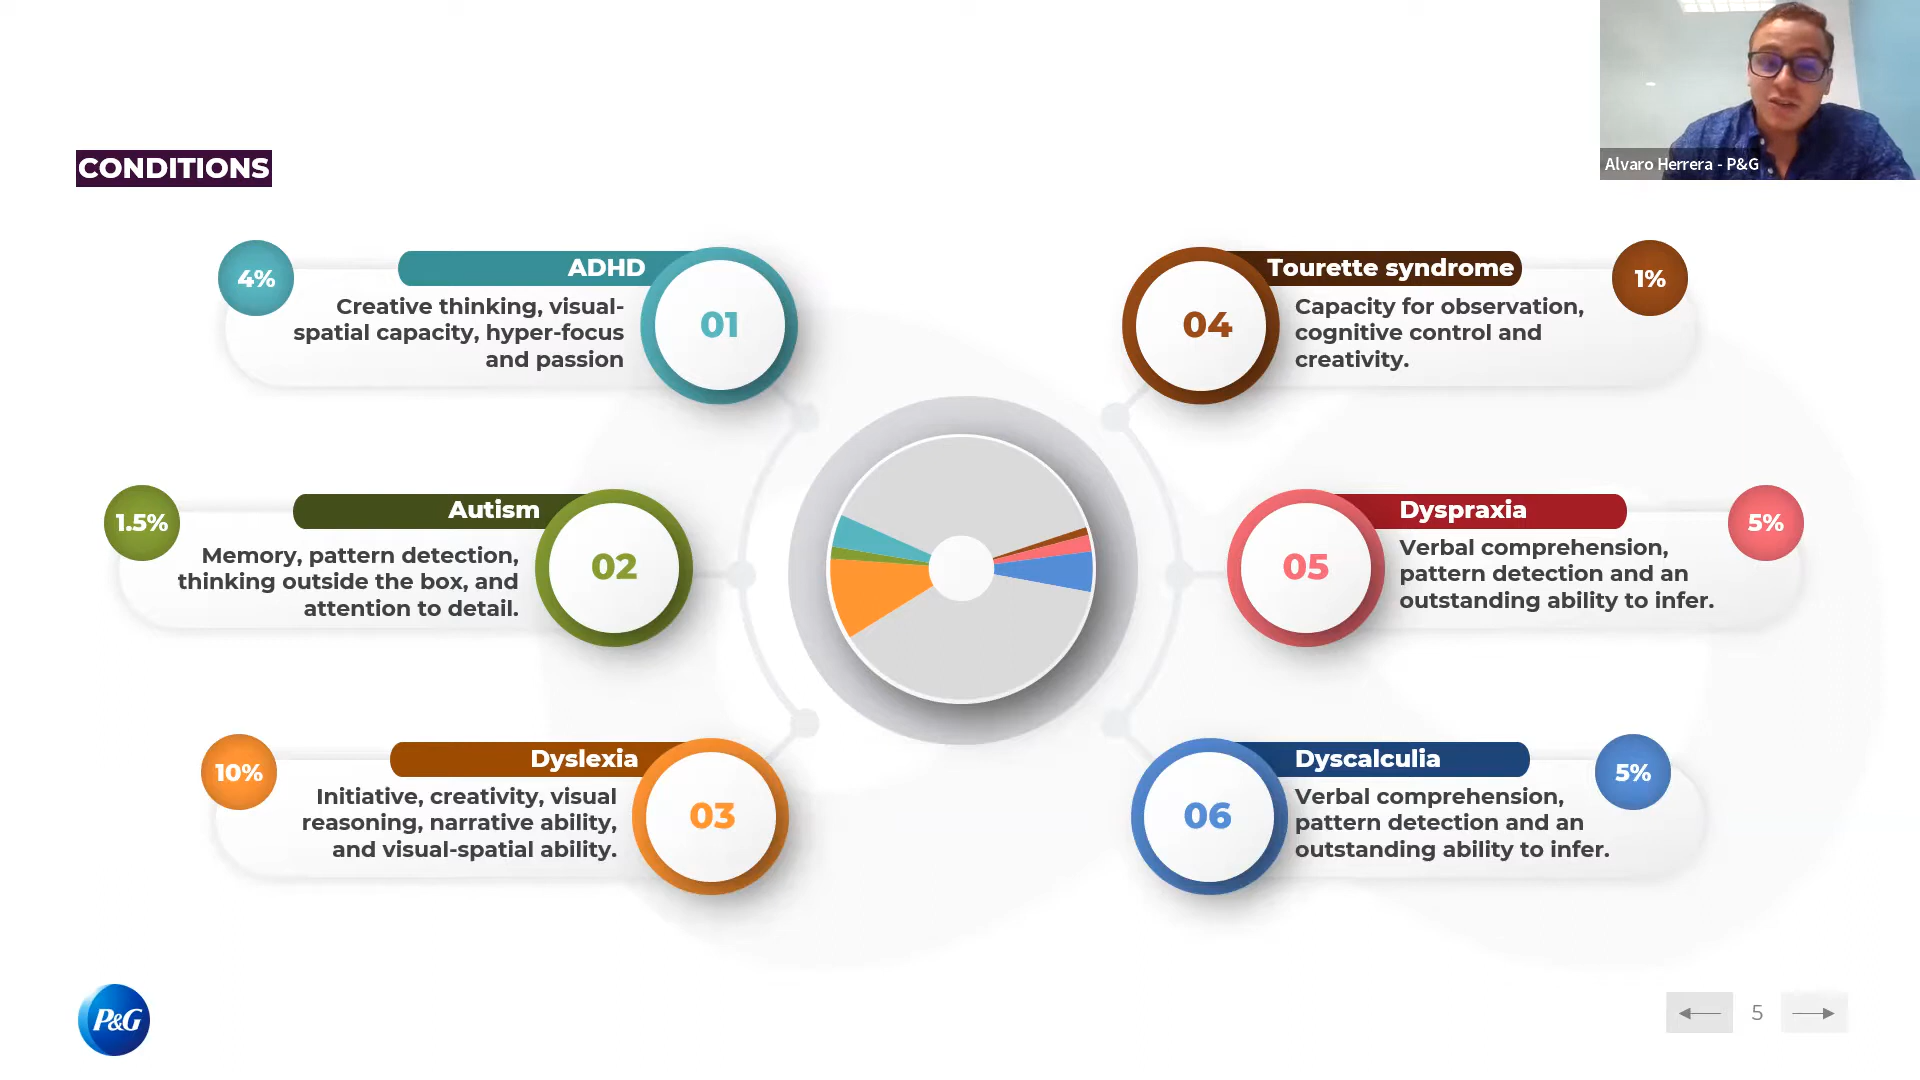 Alvaro Herrera - P&G
CONDITIONS
4%
ADHD
01
Creative thinking, visual-
spatial capacity, hyper-focus
and passion
1.5%
Autism
02
Memory, pattern detection,
thinking outside the box, and
attention to detail.
10%
Dyslexia
03
Initiative, creativity, visual
reasoning, narrative ability,
and visual-spatial ability.
04
Tourette syndrome
1%
Capacity for observation,
cognitive control and
creativity.
05
Dyspraxia
5%
Verbal comprehension,
pattern detection and an
outstanding ability to infer.
06
Dyscalculia
5%
Verbal comprehension,
pattern detection and an
outstanding ability to infer.
P&G
5